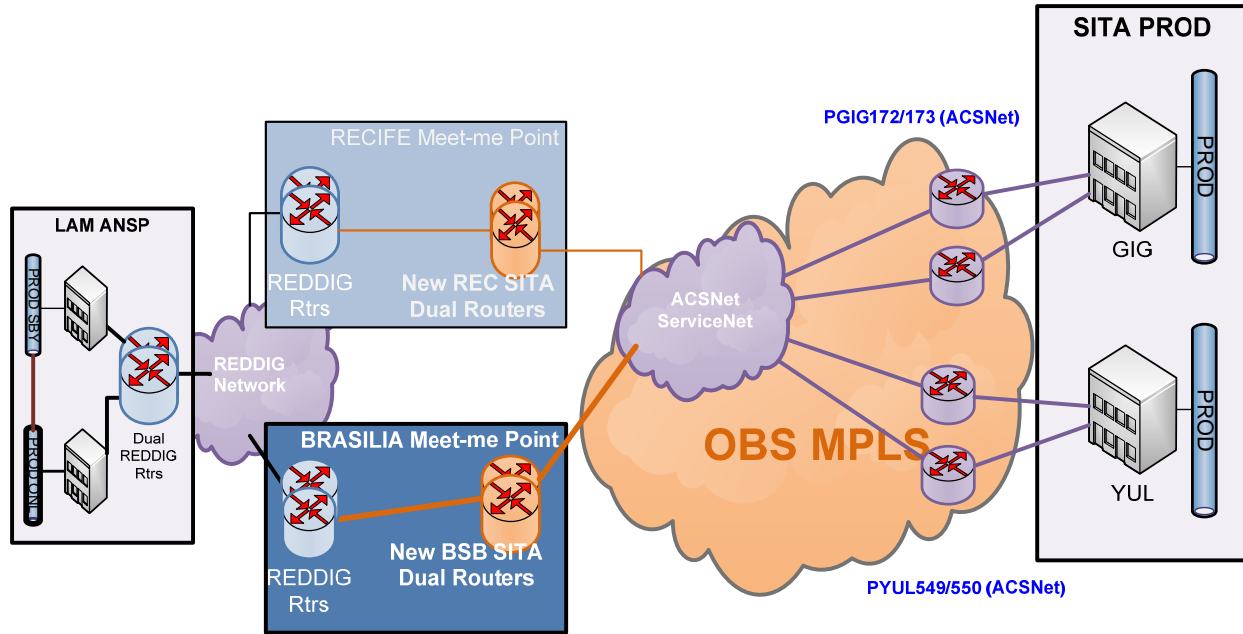 SITA PROD
PGIG172/173 (ACSNet)
RECIFE Meet-me Point
PROD
LAM ANSP
GIG
REDDIG
Rtrs
New REC SITA
Dual Routers
PROD SBY
ACSNet
ServiceNet
REDDIG
Network
PROD
Dual
REDDIG
Rtrs
BRASILIA Meet-me Point
OBS MPLS
YUL
New BSB SITA
Dual Routers
REDDIG
Rtrs
PYUL549/550 (ACSNet)